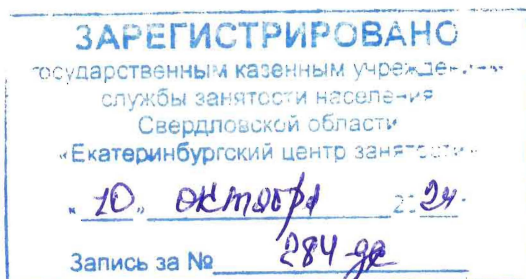 ЗАРЕГИСТРИРОВАНО
государственным казенным учреждением
службы занятости населения
Свердловской области
«Екатеринбургский центр занятости»
«10» октября 2024.
Запись за № 284-де